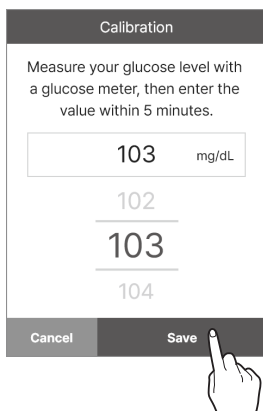 Calibration
Measure your glucose level with
a glucose meter, then enter the
value within 5 minutes.
103 mg/dL
102
103
104
Cancel Save